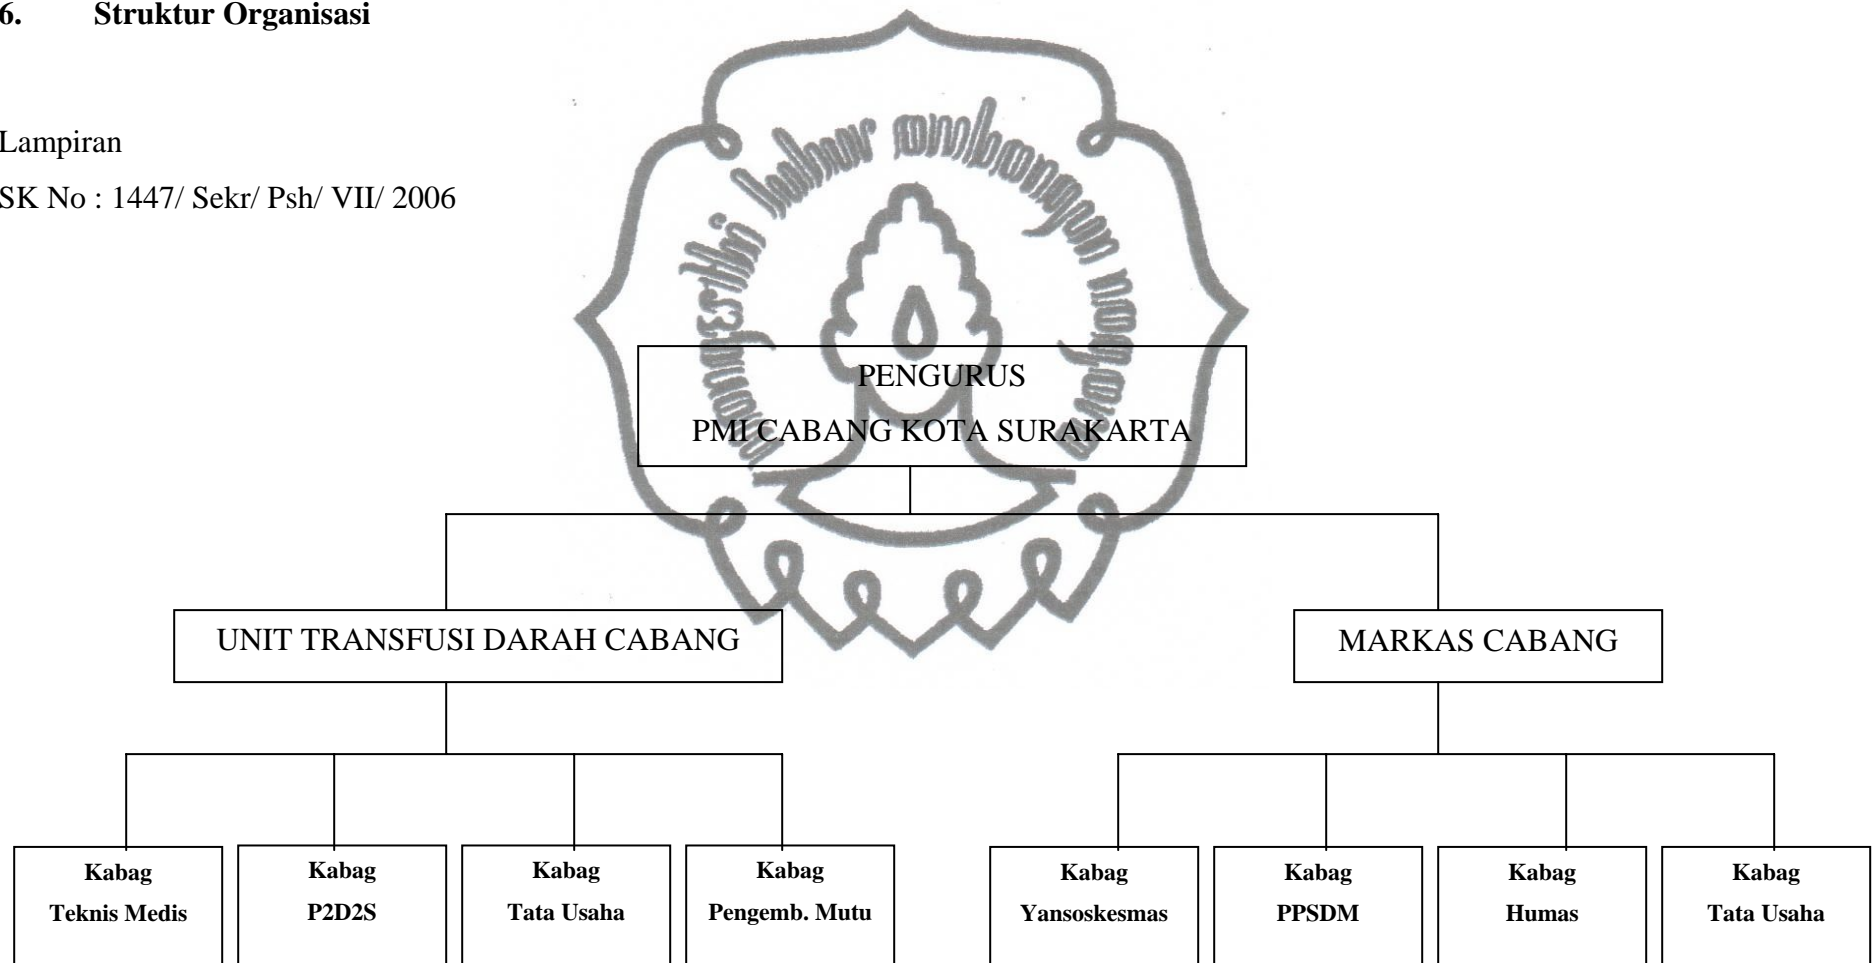 6. Struktur Organisasi
Lampiran
SK No : 1447/ Sekr/ Psh/ VII/ 2006
PENGURUS
PMI CABANG KOTA SURAKARTA
UNIT TRANSFUSI DARAH CABANG
MARKAS CABANG
Kabag
Teknis Medis
Kabag
P2D2S
Kabag
Tata Usaha
Kabag
Pengemb. Mutu
Kabag
Yansoskesmas
Kabag
PPSDM
Kabag
Humas
Kabag
Tata Usaha